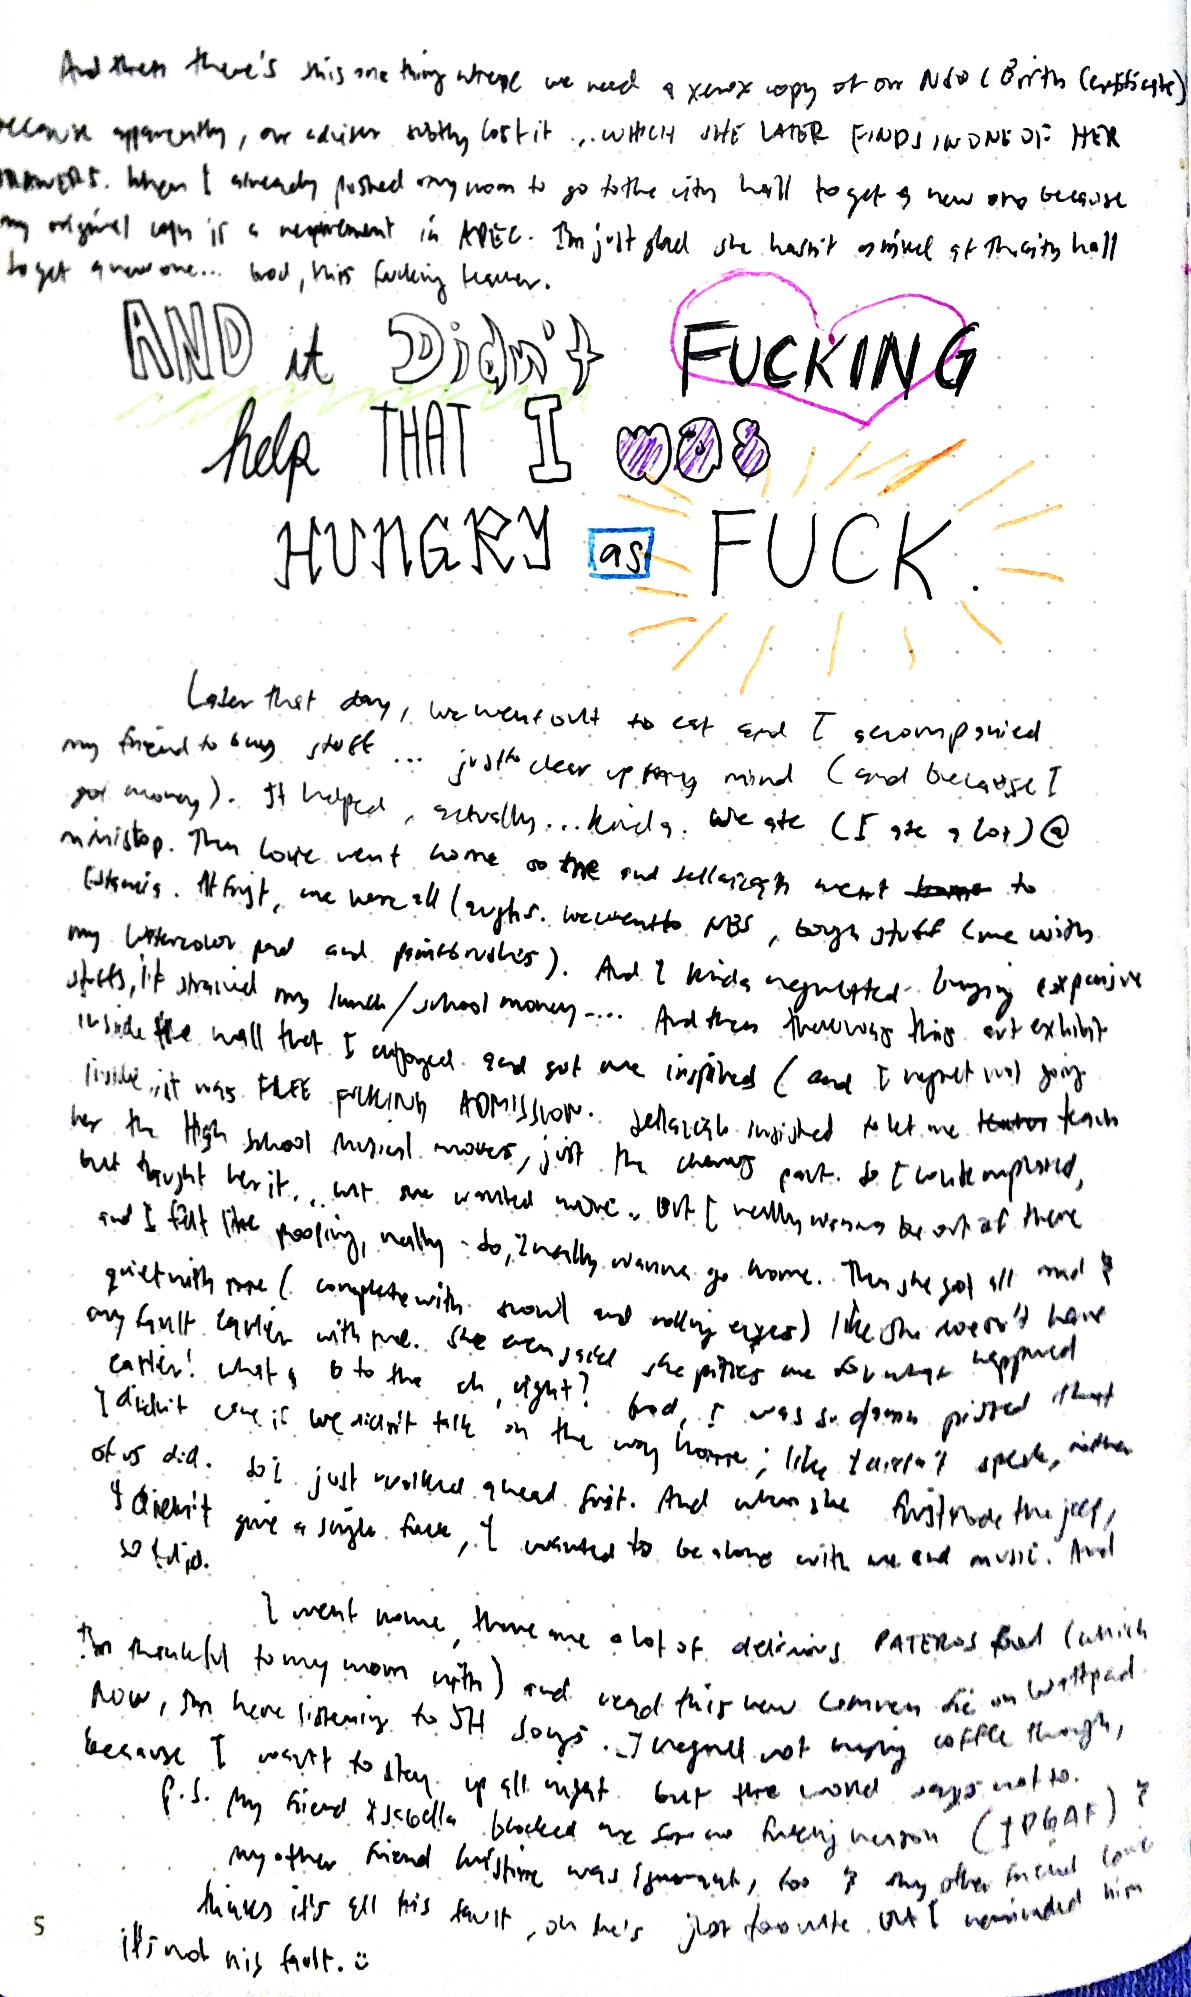 And then there's this one thing where we need a xerox copy of our NSO (Birth Certificate)
because apparently, our adviser subtly lost it ... WHICH SHE LATER FINDS IN ONE OF HER
DRAWERS. When I already pushed my mom to go to the city hall to get a new one because
my original copy is a requirement in APEC. I'm just glad she hasn't arrived at the city hall
to get a new one... God, this fucking teacher.
AND it Didn't FUCKING
help THAT I was
HUNGRY as FUCK.
Later that day, we went out to eat and I accompanied
my friend to buy stuff ... just to clear up my mind (and because I
got money). It helped, actually... kinda. We ate (I ate a lot) @
ministop. Then Louie went home so me and went to
Estancia. At first, we were all laughs. We went to NBS, bought stuff (me with
my watercolor pad and paintbrushes). And I kinda regretted buying expensive
stuffs, it strained my lunch/school money.... And then there was this art exhibit
inside the mall that I enjoyed and got me inspired (and I regret not going
inside, it was FREE FUCKING ADMISSION. insisted to let me teach
her the High School Musical moves, just the chorus part. So I
but taught her it... but she wanted more. But I really wanna be out of there
and I felt like pooping, really - so, I really wanna go home. Then she got all mad &
quiet with me (complete with scowl and rolling eyes) like she doesn't have
any fault earlier with me. She even said she pities me for what happened
earlier! What a b to the ch, right? God, I was so damn pissed that
I didn't care if we didn't talk on the way home; like I didn't speak, neither
of us did. So I just walked ahead first. And when she first rode the jeep,
I didn't give a single fuck, I wanted to be alone with me and music. And
so I did.
I went home, there are a lot of delicious PATEROS food (which
I'm thankful to my mom with) and read this new fic on Wattpad.
Now, I'm here listening to 5H songs. I regret not buying coffee though,
because I want to stay up all night but the world says not to.
P.S. My friend Isabella blocked me for no fucking reason (IDGAF) &
my other friend was ignorant, too & my other friend Louie
thinks it's all his fault, oh he's just But I reminded him
it's not his fault. :)
5